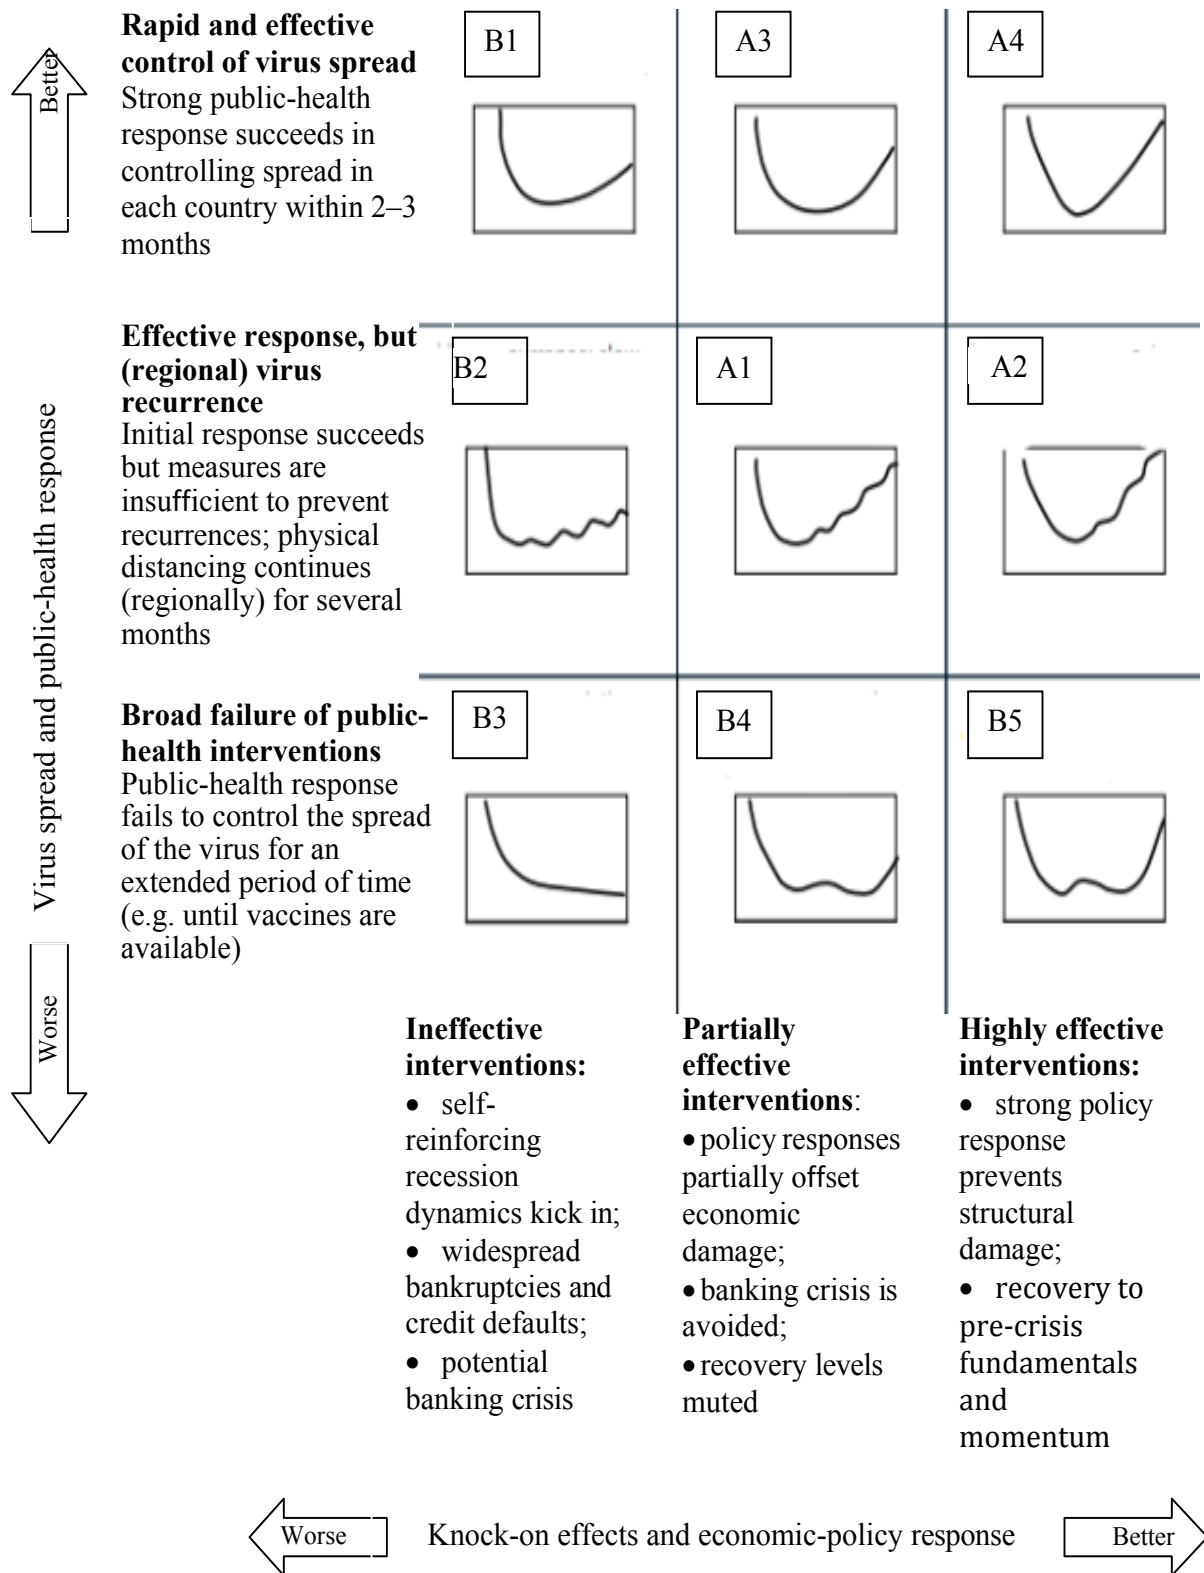 Better
Rapid and effective
control of virus spread
Strong public-health
response succeeds in
controlling spread in
each country within 2–3
months
B1
A3
A4
Effective response, but
(regional) virus
recurrence
Initial response succeeds
but measures are
insufficient to prevent
recurrences; physical
distancing continues
(regionally) for several
months
B2
A1
A2
Virus spread and public-health response
Broad failure of public-
health interventions
Public-health response
fails to control the spread
of the virus for an
extended period of time
(e.g. until vaccines are
available)
B3
B4
B5
Worse
Ineffective
interventions:
• self-
reinforcing
recession
dynamics kick in;
• widespread
bankruptcies and
credit defaults;
• potential
banking crisis
Partially
effective
interventions:
• policy responses
partially offset
economic
damage;
• banking crisis is
avoided;
• recovery levels
muted
Highly effective
interventions:
• strong policy
response
prevents
structural
damage;
• recovery to
pre-crisis
fundamentals
and
momentum
Worse
Knock-on effects and economic-policy response
Better